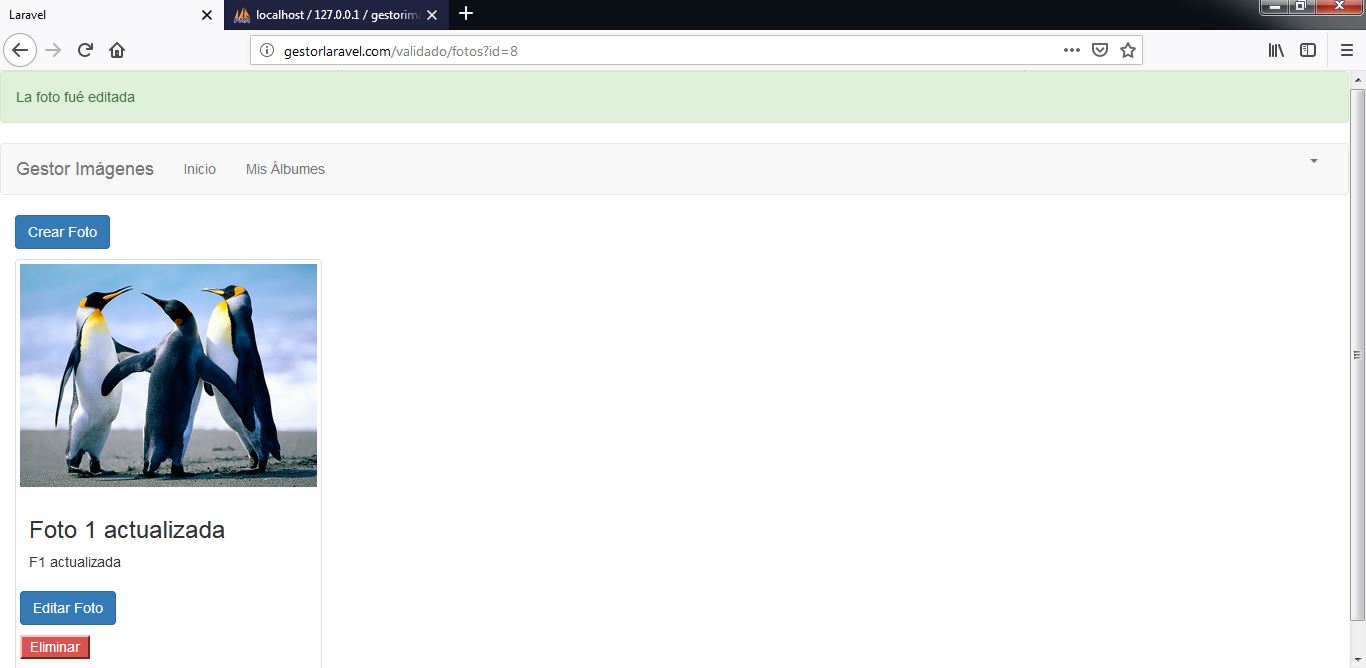 Laravel
localhost / 127.0.0.1 / gestorima
gestorlaravel.com/validado/fotos?id=8
La foto fué editada
Gestor Imágenes
Inicio
Mis Álbumes
Crear Foto
Foto 1 actualizada
F1 actualizada
Editar Foto
Eliminar